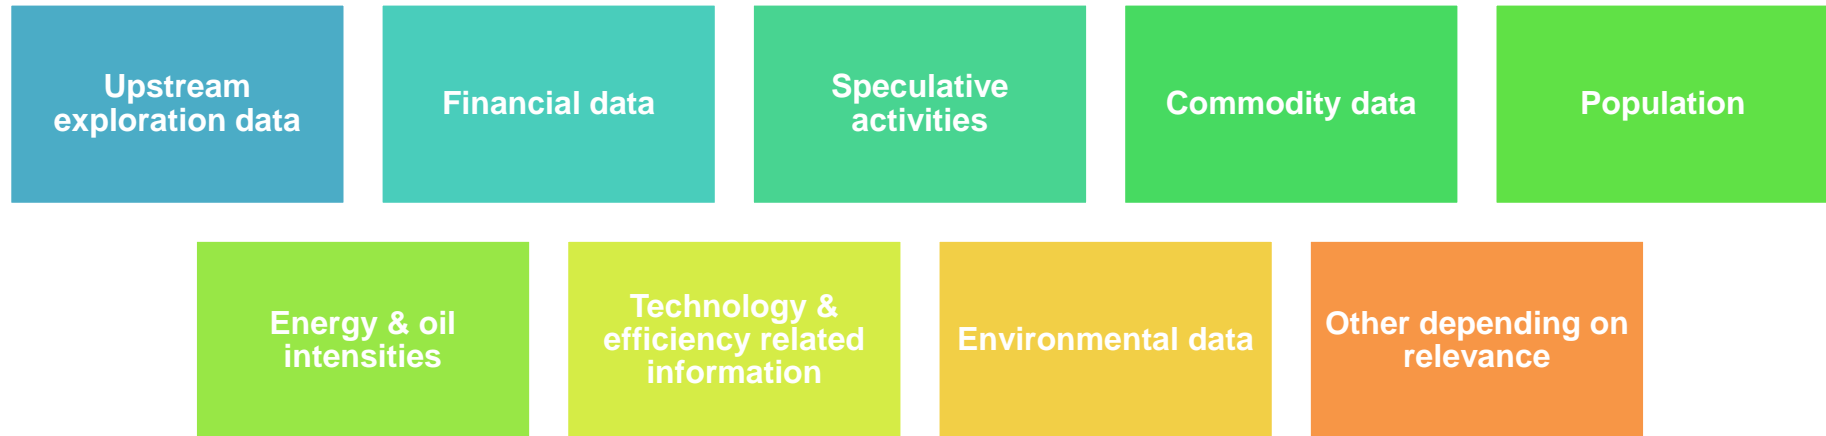 Upstream
exploration data
Financial data
Speculative
activities
Commodity data
Population
Energy & oil
intensities
Technology &
efficiency related
information
Environmental data
Other depending on
relevance